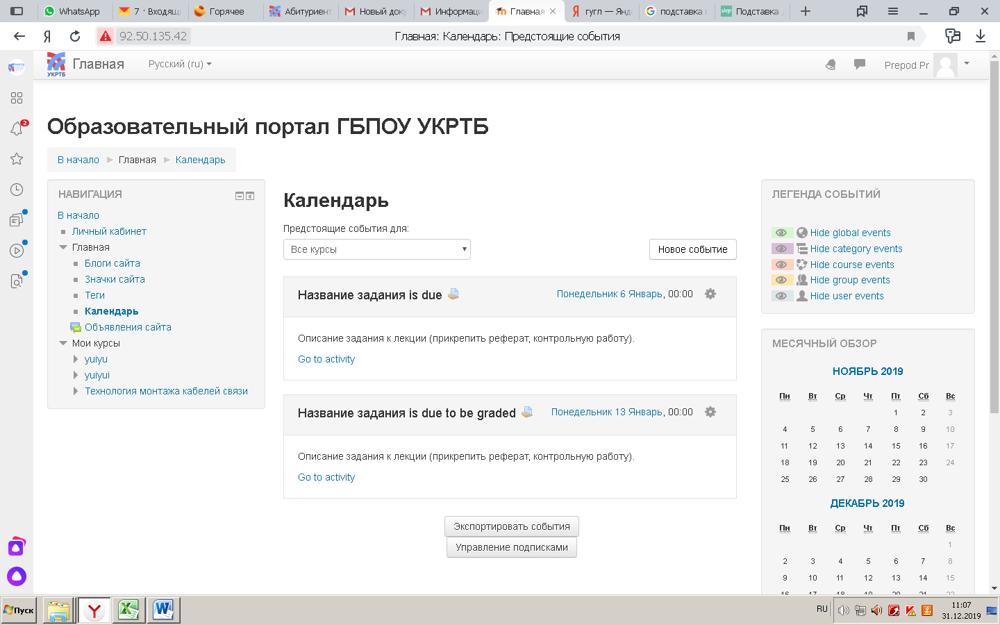 WhatsApp
7 · Входящ
Горячее
Абитуриент
Новый доку
Информаци
Главная
гугл — Янд
подставка
Подставка
92.50.135.42
Главная: Календарь: Предстоящие события
УКРТБ
Главная
Русский (ru)
Prepod Pr
2
Образовательный портал ГБПОУ УКРТБ
В начало Главная Календарь
НАВИГАЦИЯ
В начало
Личный кабинет
Главная
Блоги сайта
Значки сайта
Теги
Календарь
Объявления сайта
Мои курсы
yuiyu
yuiyui
Технология монтажа кабелей связи
Календарь
Предстоящие события для:
Все курсы
Новое событие
Название задания is due
Понедельник 6 Январь, 00:00
Описание задания к лекции (прикрепить реферат, контрольную работу).
Go to activity
Название задания is due to be graded
Понедельник 13 Январь, 00:00
Описание задания к лекции (прикрепить реферат, контрольную работу).
Go to activity
Экспортировать события
Управление подписками
ЛЕГЕНДА СОБЫТИЙ
Hide global events
Hide category events
Hide course events
Hide group events
Hide user events
МЕСЯЧНЫЙ ОБЗОР
НОЯБРЬ 2019
Пн Вт Ср Чт Пт Сб Вс
1 2 3
4 5 6 7 8 9 10
11 12 13 14 15 16 17
18 19 20 21 22 23 24
25 26 27 28 29 30
ДЕКАБРЬ 2019
Пн Вт Ср Чт Пт Сб Вс
1
2 3 4 5 6 7 8
9 10 11 12 13 14 15
16 17 18 19 20 21 22
Пуск
RU
11:07
31.12.2019